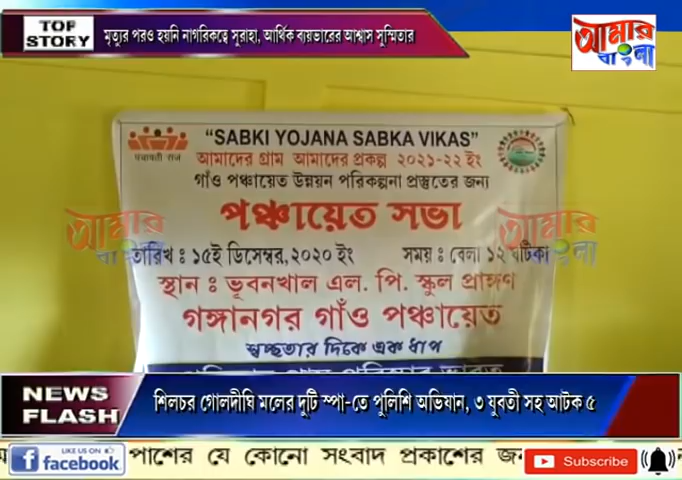 TOP STORY
মৃত্যুর পরও হয়নি নাগরিকত্বে সুরাহা, আর্থিক ব্যয়ভারের আশ্বাস সুস্মিতার
আমার বাংলা
পঞ্চায়তী রাজ
"SABKI YOJANA SABKA VIKAS"
আমাদের গ্রাম আমাদের প্রকল্প ২০২১-২২ ইং
গাঁও পঞ্চায়েত উন্নয়ন পরিকল্পনা প্রস্তুতের জন্য
পঞ্চায়েত সভা
আমার বাংলা
আমার বাংলা
তারিখ : ১৫ই ডিসেম্বর,২০২০ ইং সময় : বেলা ১২ ঘটিকা
স্থান : ভূবনখাল এল. পি. স্কুল প্রাঙ্গণ
গঙ্গানগর গাঁও পঞ্চায়েত
স্বচ্ছতার দিকে এক ধাপ
NEWS FLASH
শিলচর গোলদীঘি মলের দুটি স্পা-তে পুলিশি অভিযান, ৩ যুবতী সহ আটক ৫
LIKE US ON
facebook
পাশের যে কোনো সংবাদ প্রকাশের
Subscribe